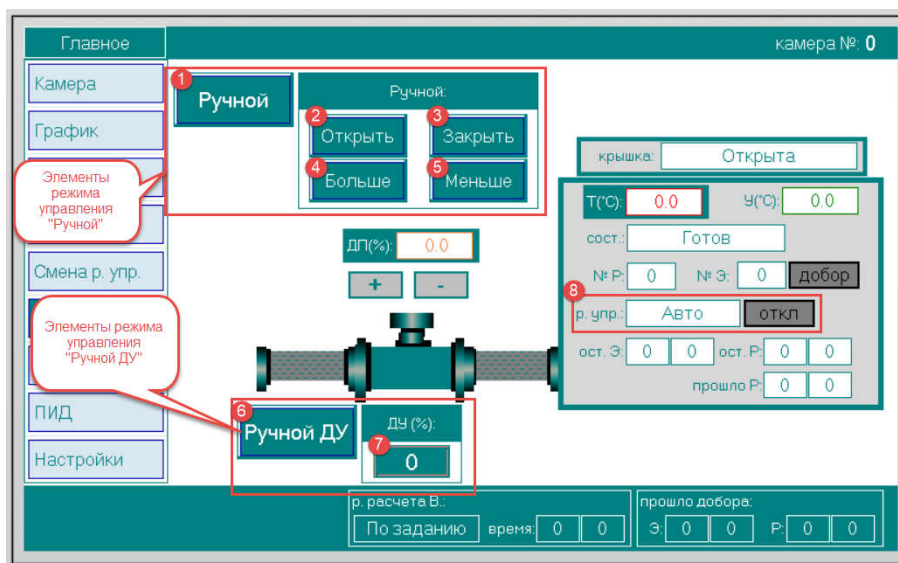 Главное
камера №: 0
Камера
График
Смена р. упр.
ПИД
Настройки
Элементы
режима
управления
"Ручной"
Элементы режима
управления
"Ручной ДУ"
1
Ручной
Ручной:
2
Открыть
3
Закрыть
4
Больше
5
Меньше
ДП(%): 0.0
+ -
6
Ручной ДУ
ДУ (%):
7
0
крышка: Открыта
Т(°С): 0.0 У(°С): 0.0
сост.: Готов
№ Р: 0 № Э: 0 добор
8
р. упр.: Авто откл
ост. Э: 0 0 ост. Р: 0 0
прошло Р: 0 0
р. расчета В.:
По заданию время: 0 0
прошло добора:
Э: 0 0 Р: 0 0